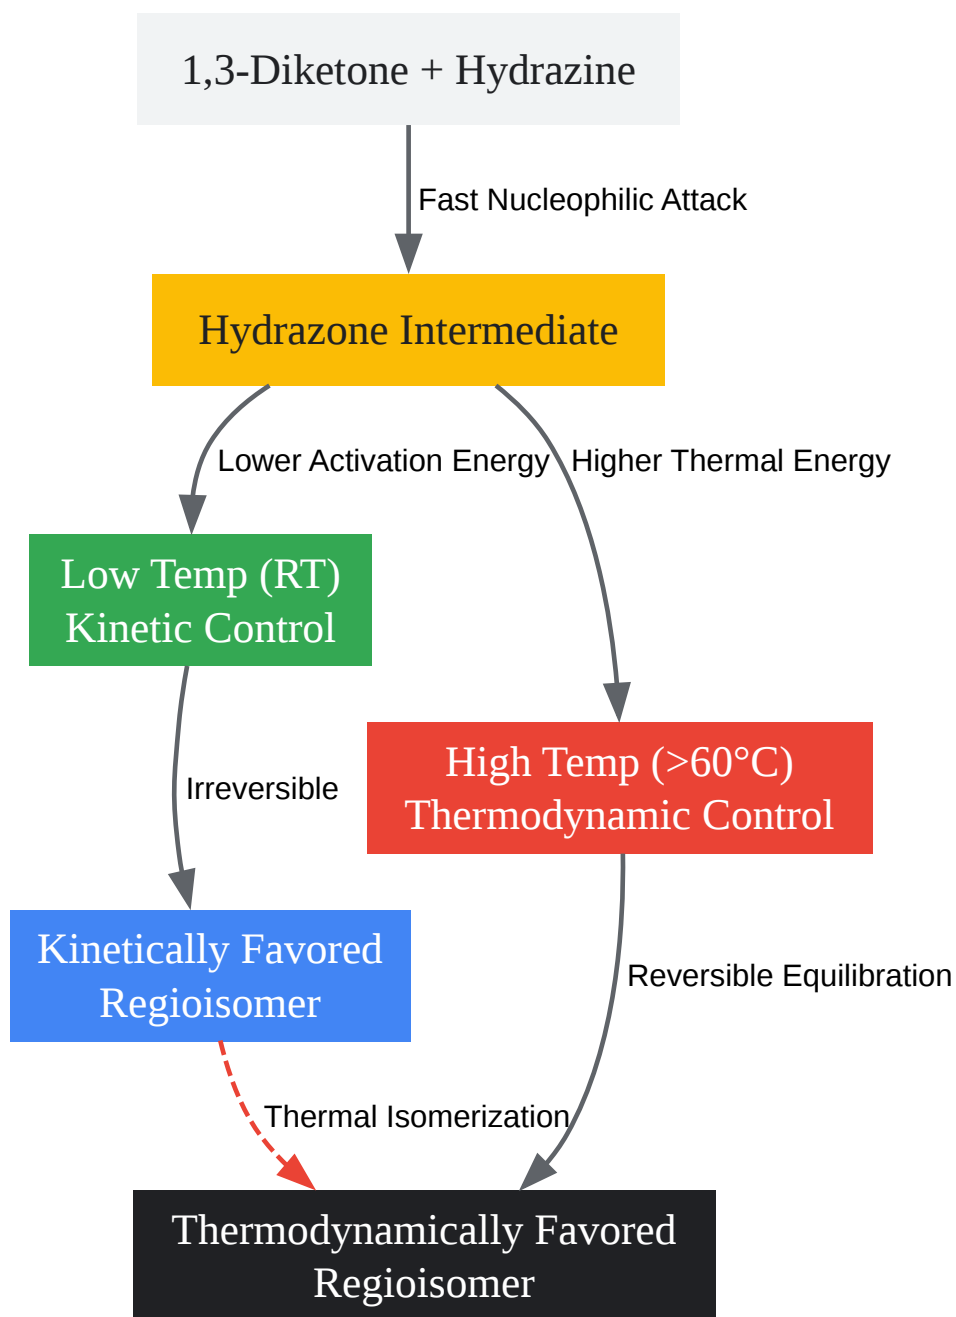 1,3-Diketone + Hydrazine
Fast Nucleophilic Attack
Hydrazone Intermediate
Lower Activation Energy
Higher Thermal Energy
Low Temp (RT)
Kinetic Control
High Temp (>60°C)
Thermodynamic Control
Irreversible
Kinetically Favored
Regioisomer
Reversible Equilibration
Thermal Isomerization
Thermodynamically Favored
Regioisomer